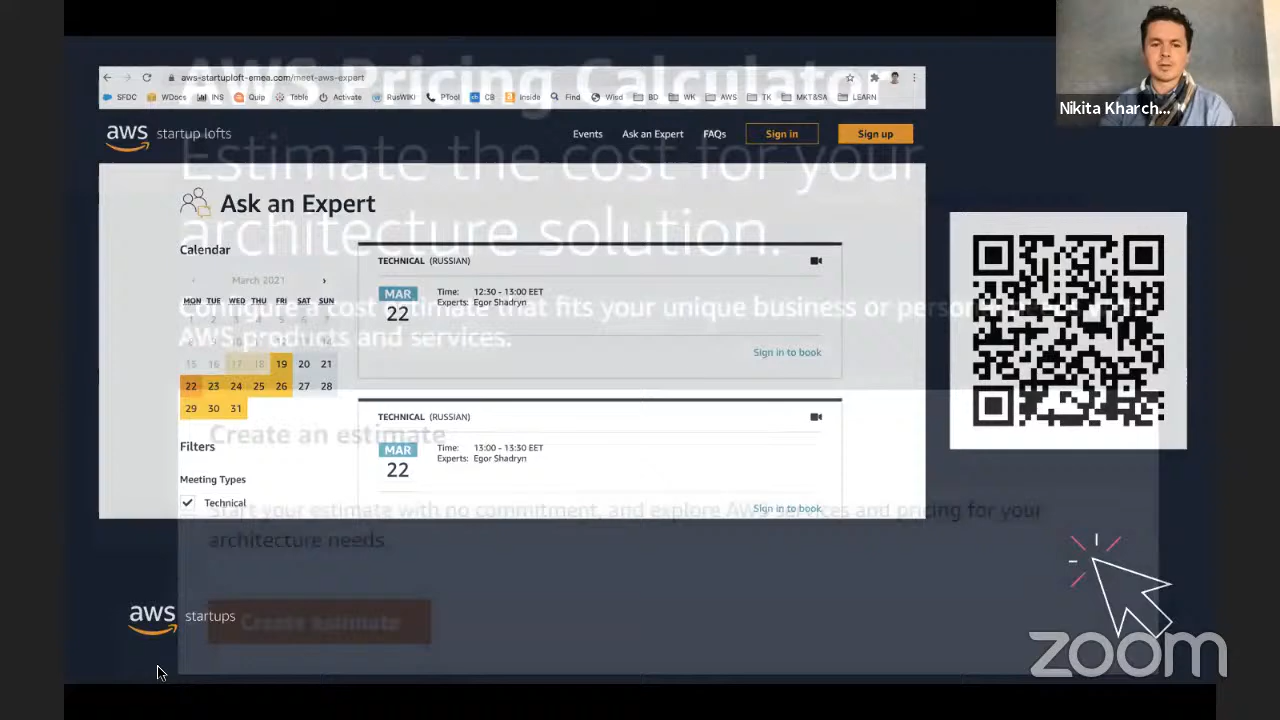 AWS Pricing Calculator
Estimate the cost for your
architecture solution.
Configure a cost estimate that fits your unique business or
AWS products and services.
Create an estimate
Start your estimate with no commitment, and explore AWS services and pricing for your
architecture needs.
Create estimate
aws-startuploft-emea.com/meet-aws-expert
SFDC WDocs INS Quip Table Activate RusWIKI PTool CB Inside Find Wied BD WK AWS TK MKT&SA LEARN
aws startup lofts
Events Ask an Expert FAQs Sign in Sign up
Ask an Expert
Calendar
March 2021
MON TUE WED THU FRI SAT SUN
15 16 17 18 19 20 21
22 23 24 25 26 27 28
29 30 31
Filters
Meeting Types
Technical
TECHNICAL (RUSSIAN)
MAR
22
Time: 12:30 - 13:00 EET
Experts: Egor Shadryn
Sign in to book
TECHNICAL (RUSSIAN)
MAR
22
Time: 13:00 - 13:30 EET
Experts: Egor Shadryn
Sign in to book
aws startups
Nikita Kharch...
zoom